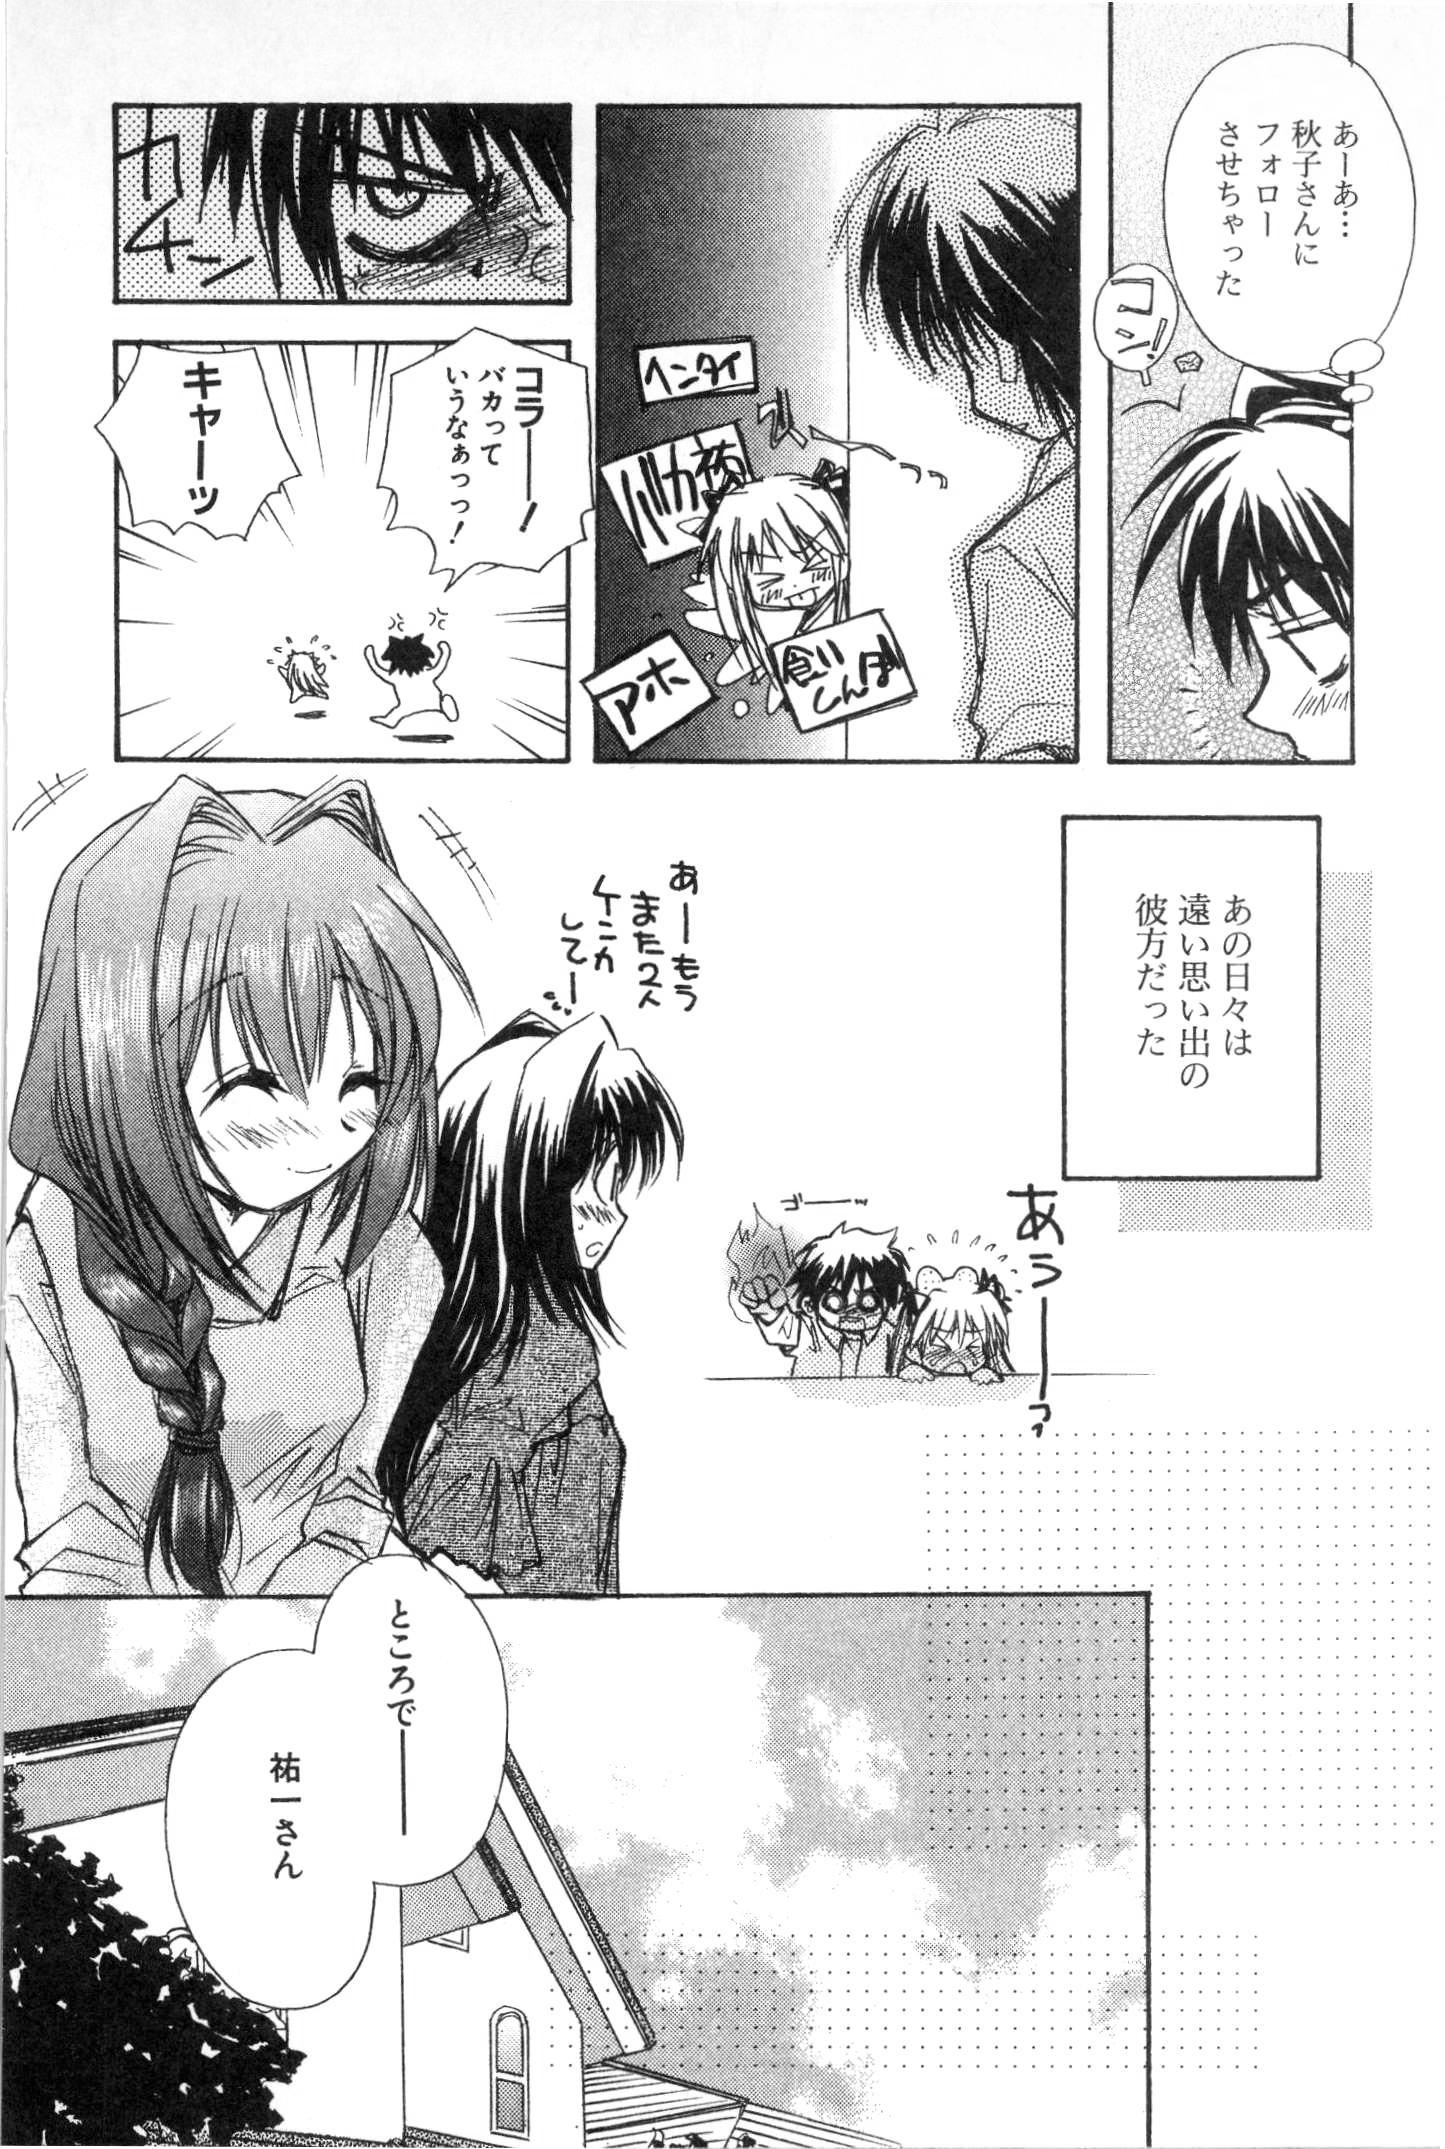 あーあ…
秋子さんに
フォロー
させちゃった
コン!
ヘンタイ
バカ祐
アホ
食い
しんぼ
べーっっ
カ
チン
コラ——!
バカって
いうなぁっっ!
キャーッ
あの日々は
遠い思い出の
彼方だった
あーもう
また2人
ケンカ
してー
ゴー——ッ
あうー——っ
ところで——
祐一さん